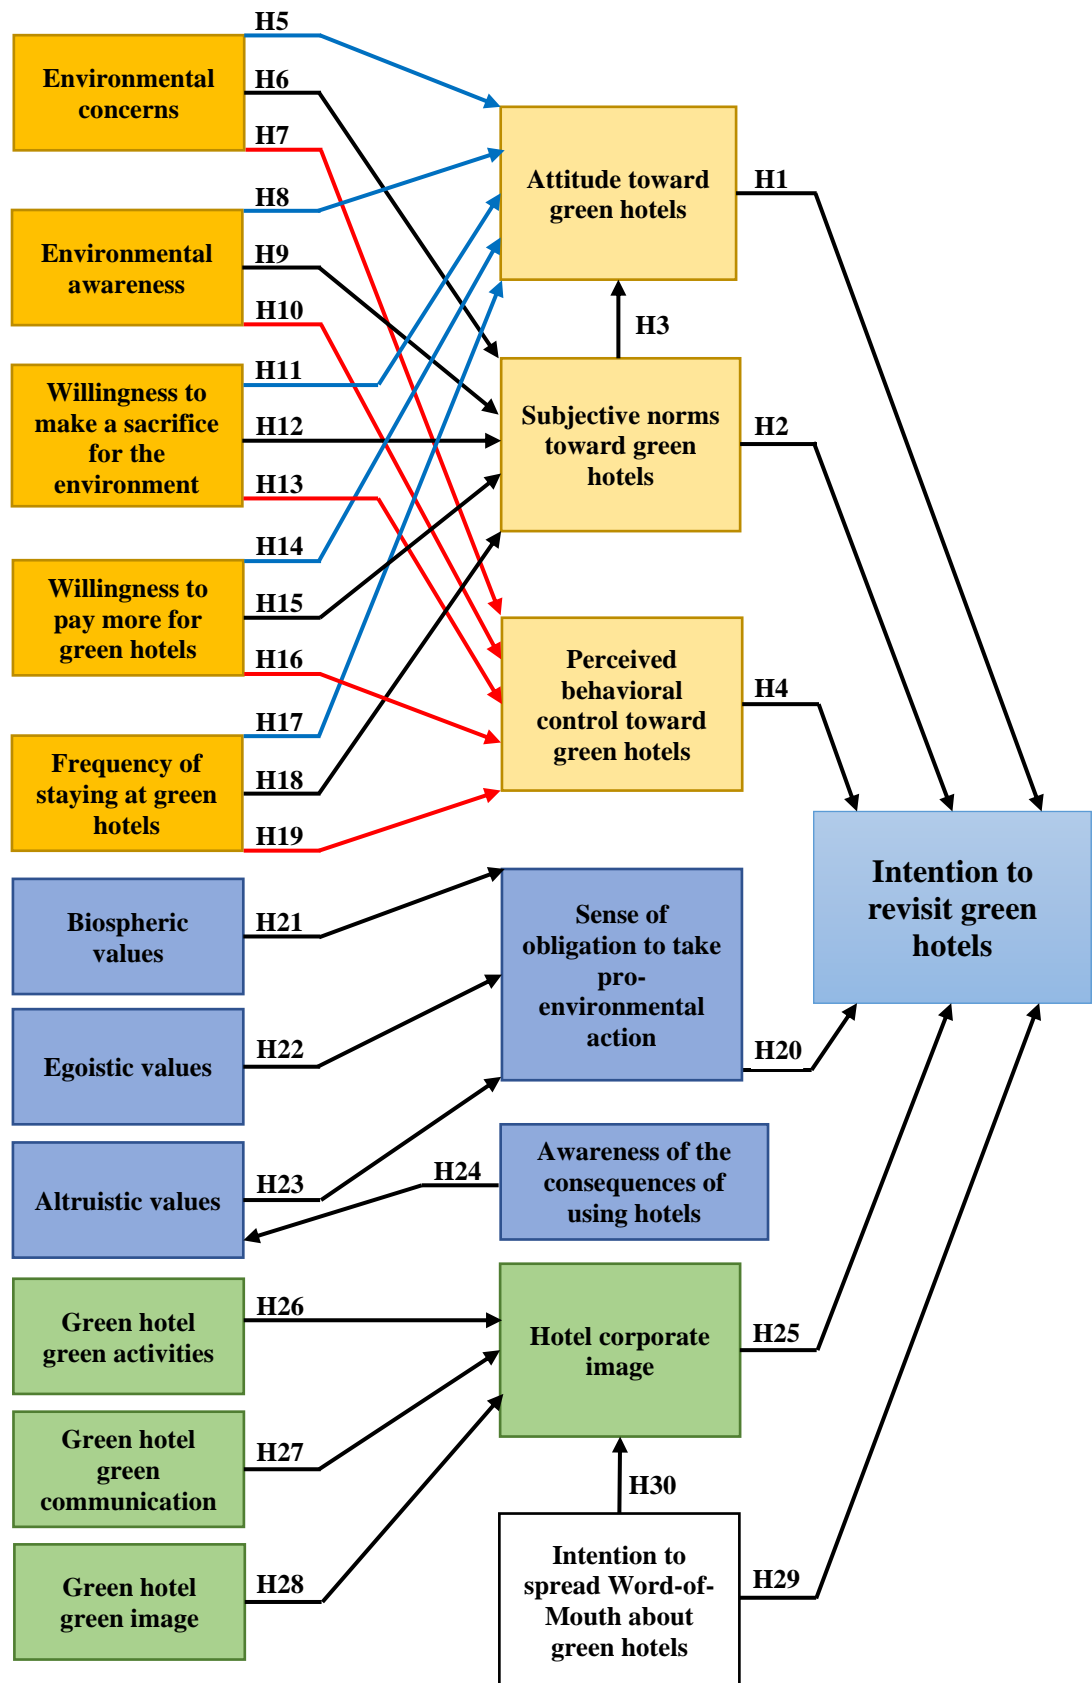 H5
Environmental
concerns
H6
H7
Attitude toward
green hotels
H1
H8
Environmental
awareness
H9
H10
H3
H11
Willingness to
make a sacrifice
for the
environment
H12
H13
Subjective norms
toward green
hotels
H2
H14
Willingness to
pay more for
green hotels
H15
H16
Perceived
behavioral
control toward
green hotels
H4
H17
Frequency of
staying at green
hotels
H18
H19
Intention to
revisit green
hotels
Biospheric
values
H21
Sense of
obligation to take
pro-
environmental
action
H20
Egoistic values
H22
Altruistic values
H23
H24
Awareness of the
consequences of
using hotels
Green hotel
green activities
H26
Hotel corporate
image
H25
Green hotel
green
communication
H27
H30
Green hotel
green image
H28
Intention to
spread Word-of-
Mouth about
green hotels
H29